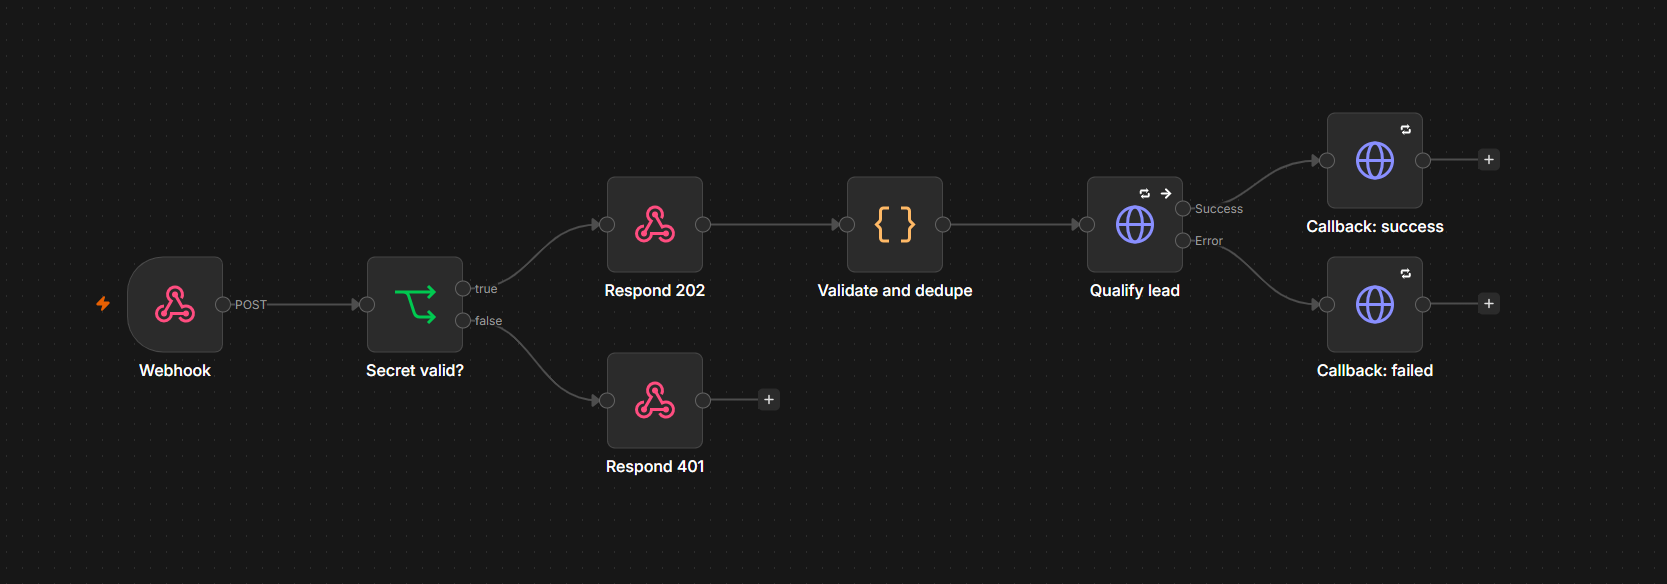 POST
Webhook
true
false
Secret valid?
Respond 202
Respond 401
Validate and dedupe
Success
Error
Qualify lead
Callback: success
Callback: failed